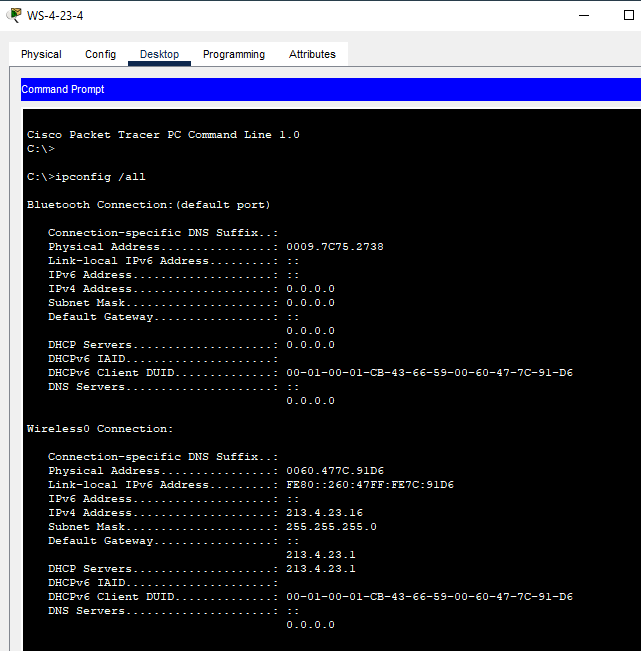 WS-4-23-4
Physical Config Desktop Programming Attributes
Command Prompt
Cisco Packet Tracer PC Command Line 1.0
C:\>
C:\>ipconfig /all
Bluetooth Connection:(default port)
Connection-specific DNS Suffix..:
Physical Address................: 0009.7C75.2738
Link-local IPv6 Address.........: ::
IPv6 Address....................: ::
IPv4 Address....................: 0.0.0.0
Subnet Mask.....................: 0.0.0.0
Default Gateway.................: ::
0.0.0.0
DHCP Servers....................: 0.0.0.0
DHCPv6 IAID.....................:
DHCPv6 Client DUID..............: 00-01-00-01-CB-43-66-59-00-60-47-7C-91-D6
DNS Servers.....................: ::
0.0.0.0
Wireless0 Connection:
Connection-specific DNS Suffix..:
Physical Address................: 0060.477C.91D6
Link-local IPv6 Address.........: FE80::260:47FF:FE7C:91D6
IPv6 Address....................: ::
IPv4 Address....................: 213.4.23.16
Subnet Mask.....................: 255.255.255.0
Default Gateway.................: ::
213.4.23.1
DHCP Servers....................: 213.4.23.1
DHCPv6 IAID.....................:
DHCPv6 Client DUID..............: 00-01-00-01-CB-43-66-59-00-60-47-7C-91-D6
DNS Servers.....................: ::
0.0.0.0